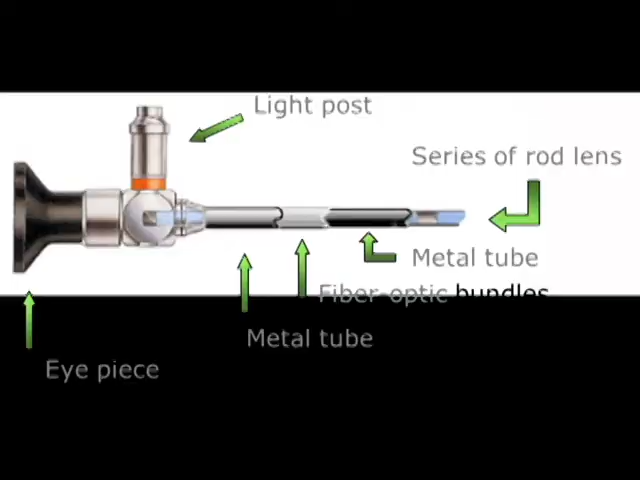 Light post
Series of rod lens
Metal tube
Fiber-optic bundles
Metal tube
Eye piece